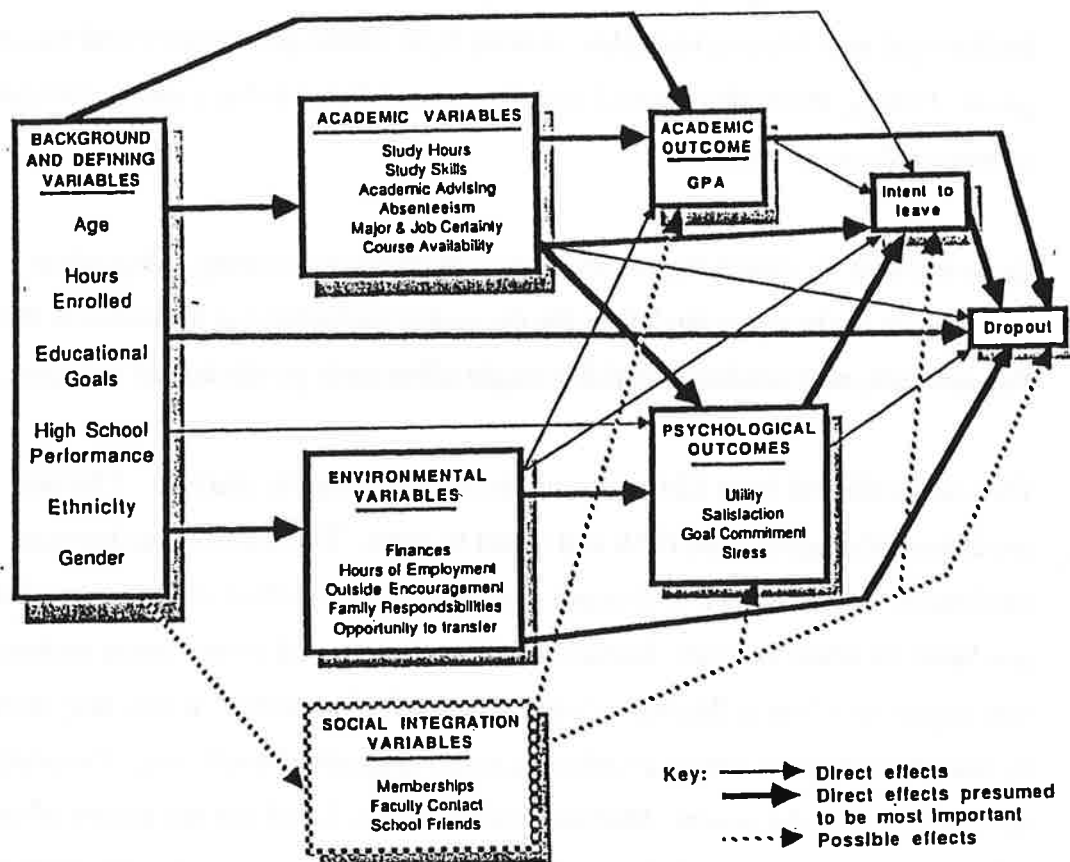 BACKGROUND
AND DEFINING
VARIABLES
Age
Hours
Enrolled
Educational
Goals
High School
Performance
Ethnicity
Gender
ACADEMIC VARIABLES
Study Hours
Study Skills
Academic Advising
Absenteeism
Major & Job Certainty
Course Availability
ENVIRONMENTAL
VARIABLES
Finances
Hours of Employment
Outside Encouragement
Family Respondsibilities
Opportunity to transfer
SOCIAL INTEGRATION
VARIABLES
Memberships
Faculty Contact
School Friends
ACADEMIC
OUTCOME
GPA
PSYCHOLOGICAL
OUTCOMES
Utility
Satisfaction
Goal Commitment
Stress
Intent to
leave
Dropout
Key: Direct effects
Direct effects presumed
to be most important
Possible effects